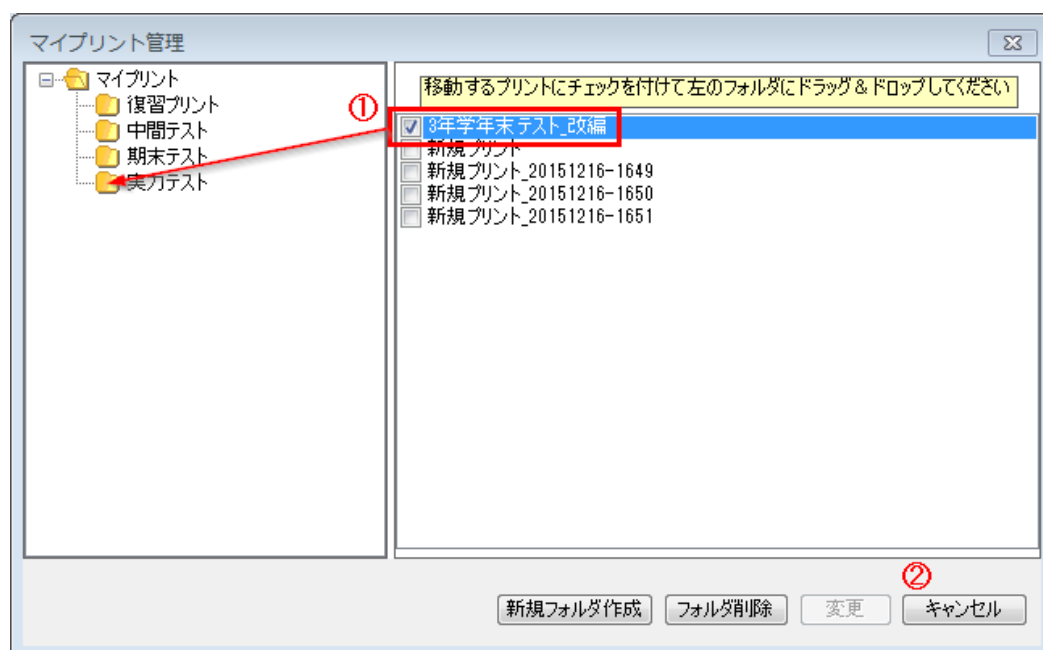 マイプリント管理
マイプリント
復習プリント
中間テスト
期末テスト
実力テスト
①
移動するプリントにチェックを付けて左のフォルダにドラッグ&ドロップしてください
3年学年末テスト_改編
新規プリント
新規プリント_20151216-1649
新規プリント_20151216-1650
新規プリント_20151216-1651
②
新規フォルダ作成 フォルダ削除 変更 キャンセル